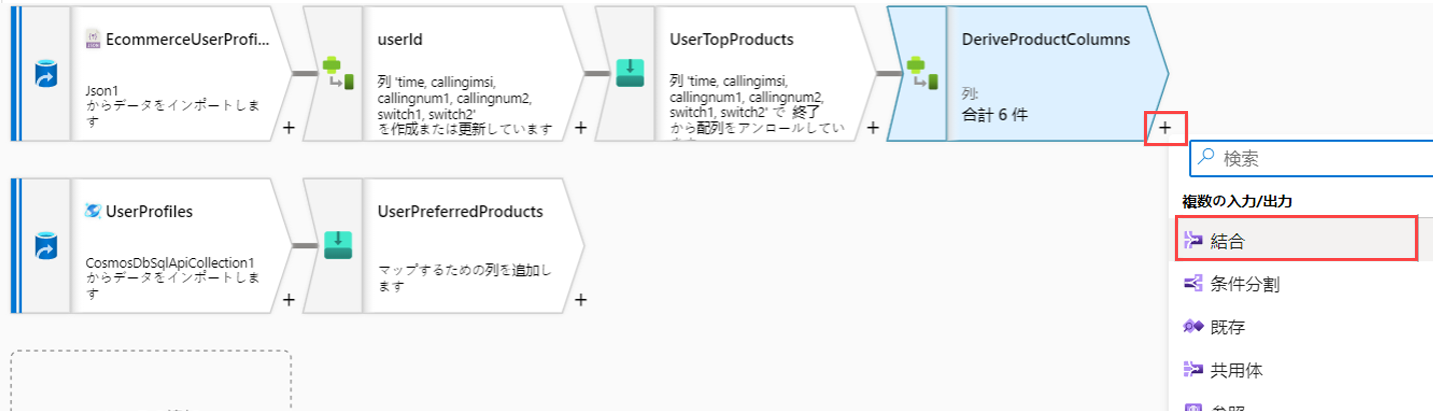 EcommerceUserProfi...
Json1
からデータをインポートしま
す
+
userId
列 'time, callingimsi,
callingnum1, callingnum2,
switch1, switch2'
を作成または更新しています
+
UserTopProducts
列 'time, callingimsi,
callingnum1, callingnum2,
switch1, switch2' で 終了
から配列をアンロールしてい
+
DeriveProductColumns
列:
合計 6 件
+
検索
複数の入力/出力
結合
条件分割
既存
共用体
UserProfiles
CosmosDbSqlApiCollection1
からデータをインポートしま
す
+
UserPreferredProducts
マップするための列を追加し
ます
+